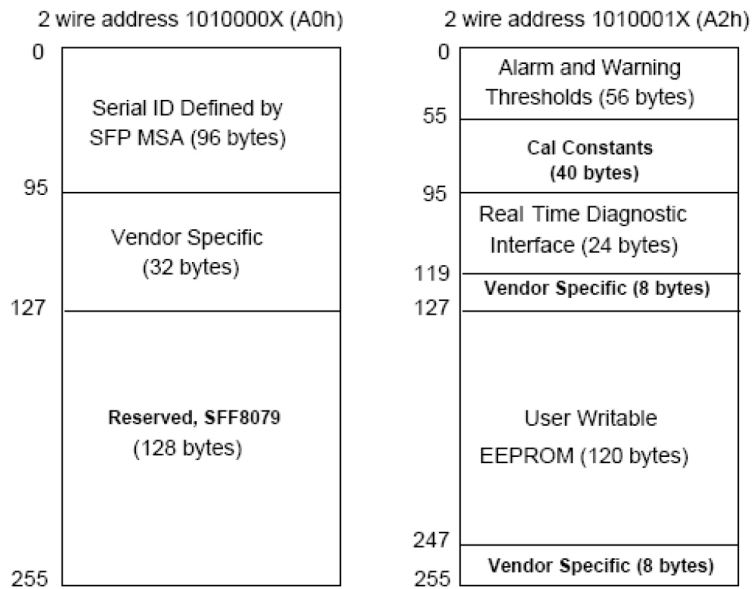 2 wire address 1010000X (A0h)
0
Serial ID Defined by
SFP MSA (96 bytes)
95
Vendor Specific
(32 bytes)
127
Reserved, SFF8079
(128 bytes)
255
2 wire address 1010001X (A2h)
0
Alarm and Warning
Thresholds (56 bytes)
55
Cal Constants
(40 bytes)
95
Real Time Diagnostic
Interface (24 bytes)
119
Vendor Specific (8 bytes)
127
User Writable
EEPROM (120 bytes)
247
Vendor Specific (8 bytes)
255